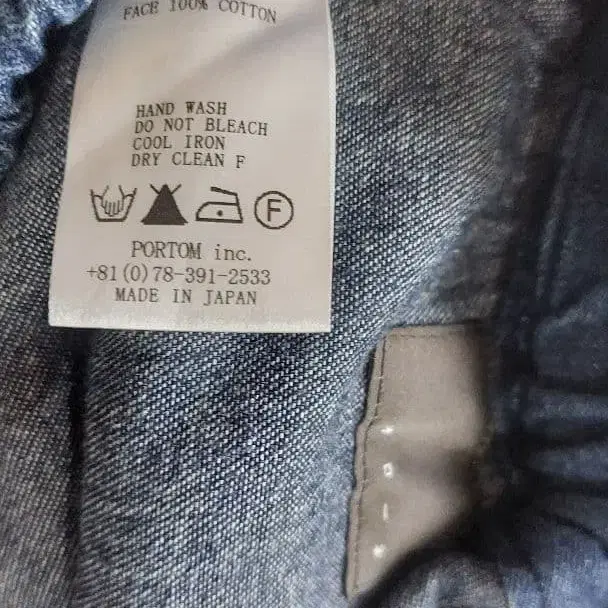 FACE 100% COTTON
HAND WASH
DO NOT BLEACH
COOL IRON
DRY CLEAN F
F
PORTOM inc.
+81(0)78-391-2533
MADE IN JAPAN